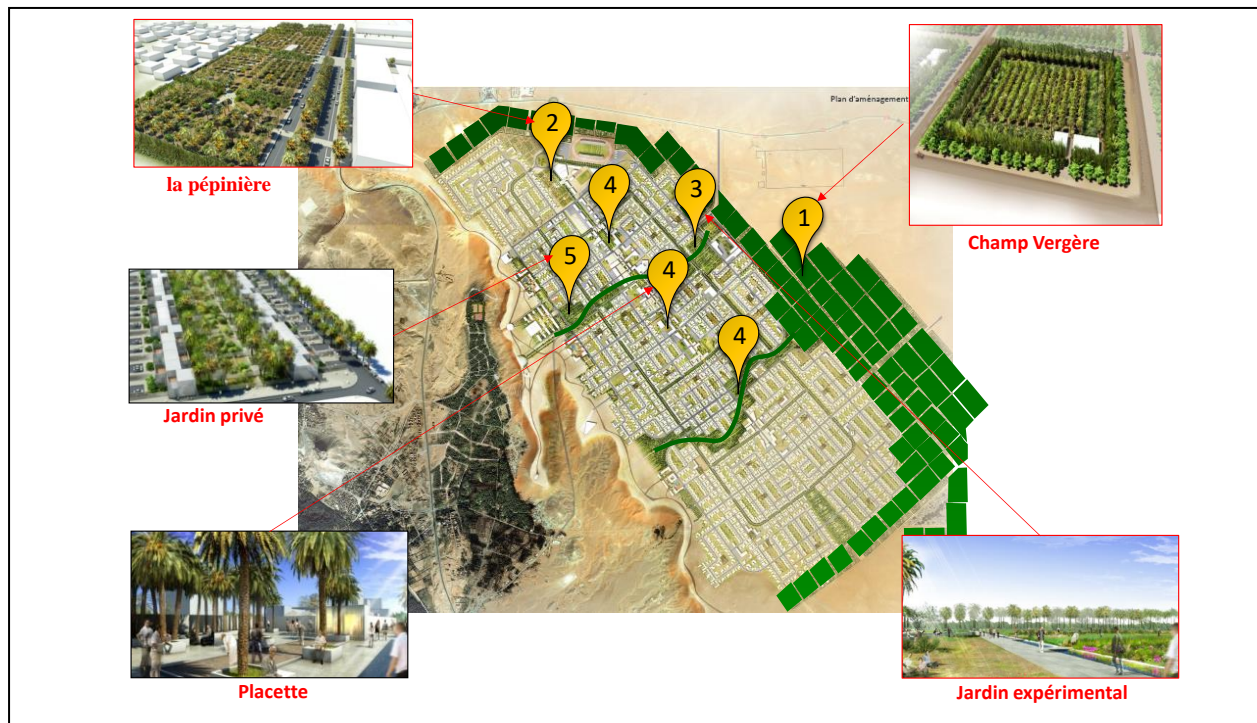 la pépinière
Plan d'aménagement
Champ Vergère
2
4
3
1
5
4
4
Jardin privé
Placette
Jardin expérimental